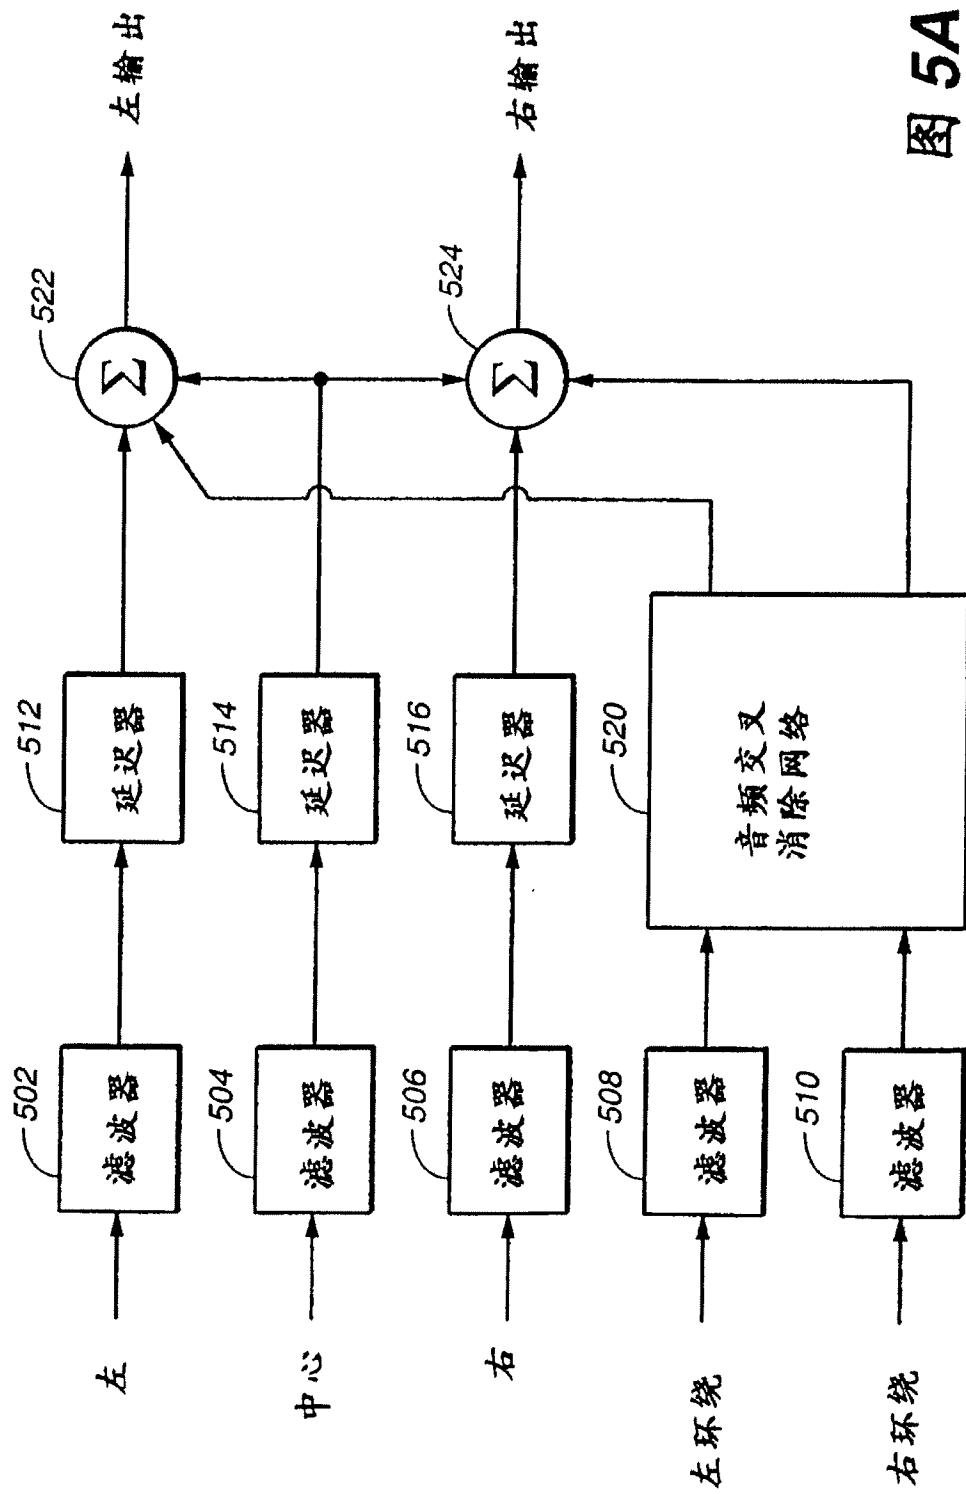 左
502
滤波器
512
延迟器
522
Σ
左输出
中心
504
滤波器
514
延迟器
右
506
滤波器
516
延迟器
524
Σ
右输出
左环绕
508
滤波器
520
音频交叉
消除网络
右环绕
510
滤波器
图 5A